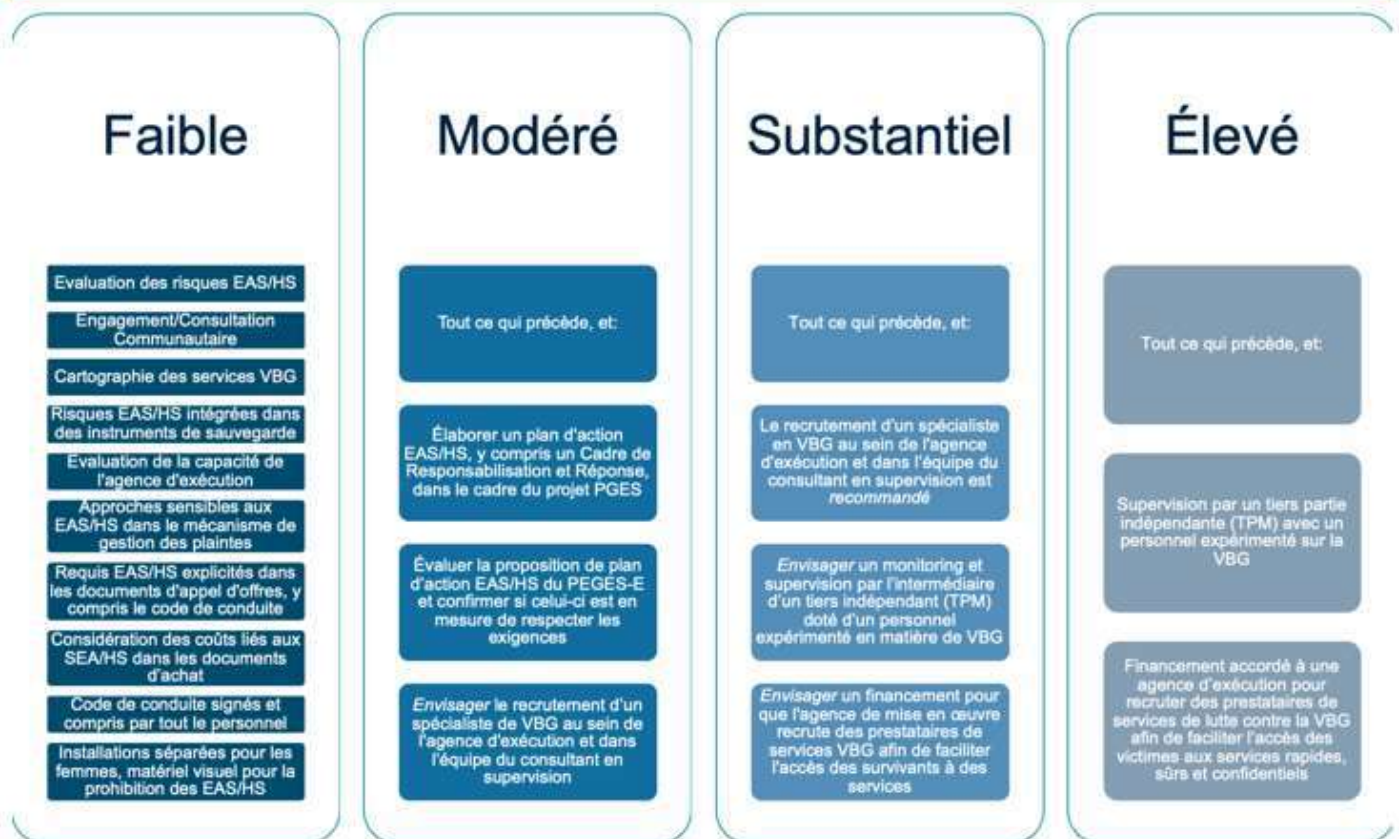 Faible
Evaluation des risques EAS/HS
Engagement/Consultation
Communautaire
Cartographie des services VBG
Risques EAS/HS intégrées dans
des instruments de sauvegarde
Evaluation de la capacité de
l'agence d'exécution
Approches sensibles aux
EAS/HS dans le mécanisme de
gestion des plaintes
Requis EAS/HS explicités dans
les documents d'appel d'offres, y
compris le code de conduite
Considération des coûts liés aux
SEA/HS dans les documents
d'achat
Code de conduite signés et
compris par tout le personnel
Installations séparées pour les
femmes, matériel visuel pour la
prohibition des EAS/HS
Modéré
Tout ce qui précède, et:
Élaborer un plan d'action
EAS/HS, y compris un Cadre de
Responsabilisation et Réponse,
dans le cadre du projet PGES
Évaluer la proposition de plan
d'action EAS/HS du PEGES-E
et confirmer si celui-ci est en
mesure de respecter les
exigences
Envisager le recrutement d'un
spécialiste de VBG au sein de
l'agence d'exécution et dans
l'équipe du consultant en
supervision
Substantiel
Tout ce qui précède, et:
Le recrutement d'un spécialiste
en VBG au sein de l'agence
d'exécution et dans l'équipe du
consultant en supervision est
recommandé
Envisager un monitoring et
supervision par l'intermédiaire
d'un tiers indépendant (TPM)
doté d'un personnel
expérimenté en matière de VBG
Envisager un financement pour
que l'agence de mise en œuvre
recrute des prestataires de
services VBG afin de faciliter
l'accès des survivants à des
services
Élevé
Tout ce qui précède, et:
Supervision par un tiers partie
indépendante (TPM) avec un
personnel expérimenté sur la
VBG
Financement accordé à une
agence d'exécution pour
recruter des prestataires de
services de lutte contre la VBG
afin de faciliter l'accès des
victimes aux services rapides,
sûrs et confidentiels